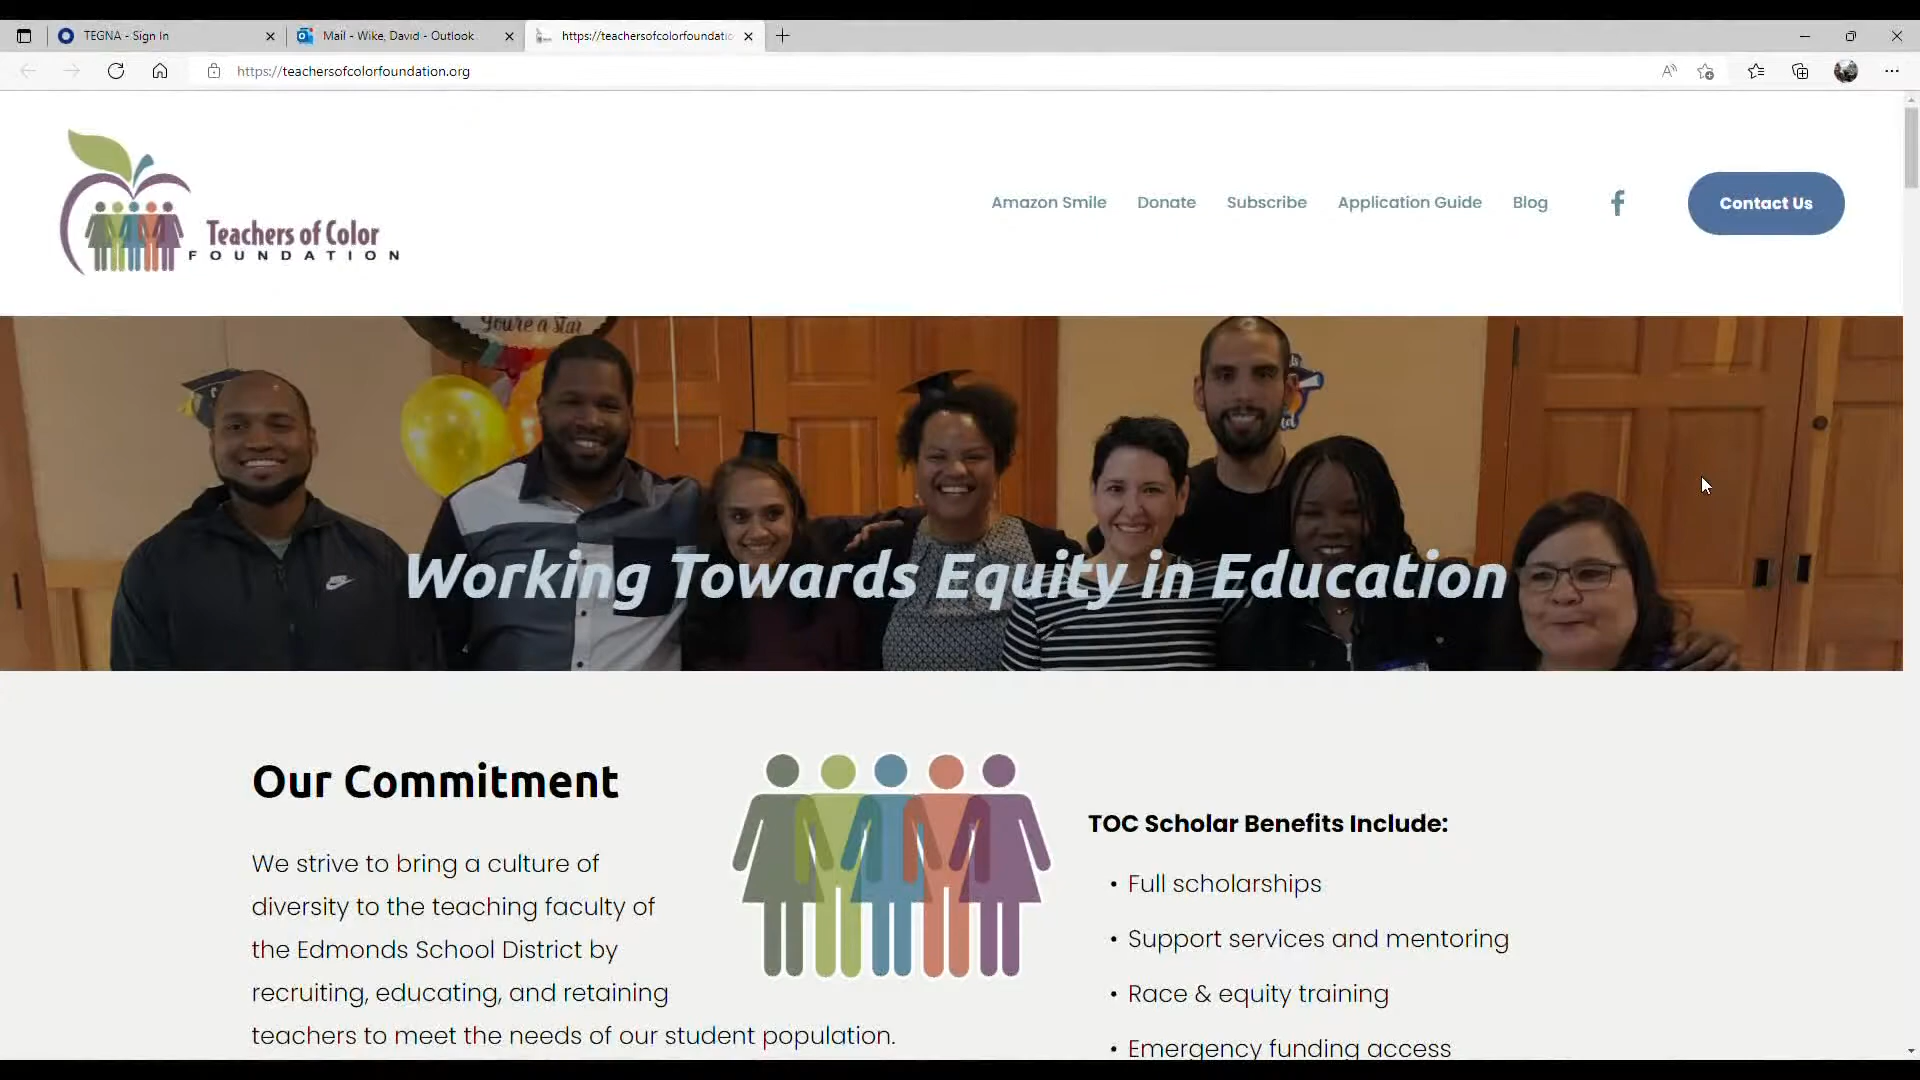 TEGNA - Sign In
Mail - Wike, David - Outlook
https://teachersofcolorfoundatio
https://teachersofcolorfoundation.org
Teachers of Color
FOUNDATION
Amazon Smile
Donate
Subscribe
Application Guide
Blog
Contact Us
You're a Star
Working Towards Equity in Education
Our Commitment
We strive to bring a culture of
diversity to the teaching faculty of
the Edmonds School District by
recruiting, educating, and retaining
teachers to meet the needs of our student population.
TOC Scholar Benefits Include:
• Full scholarships
• Support services and mentoring
• Race & equity training
• Emergency funding access